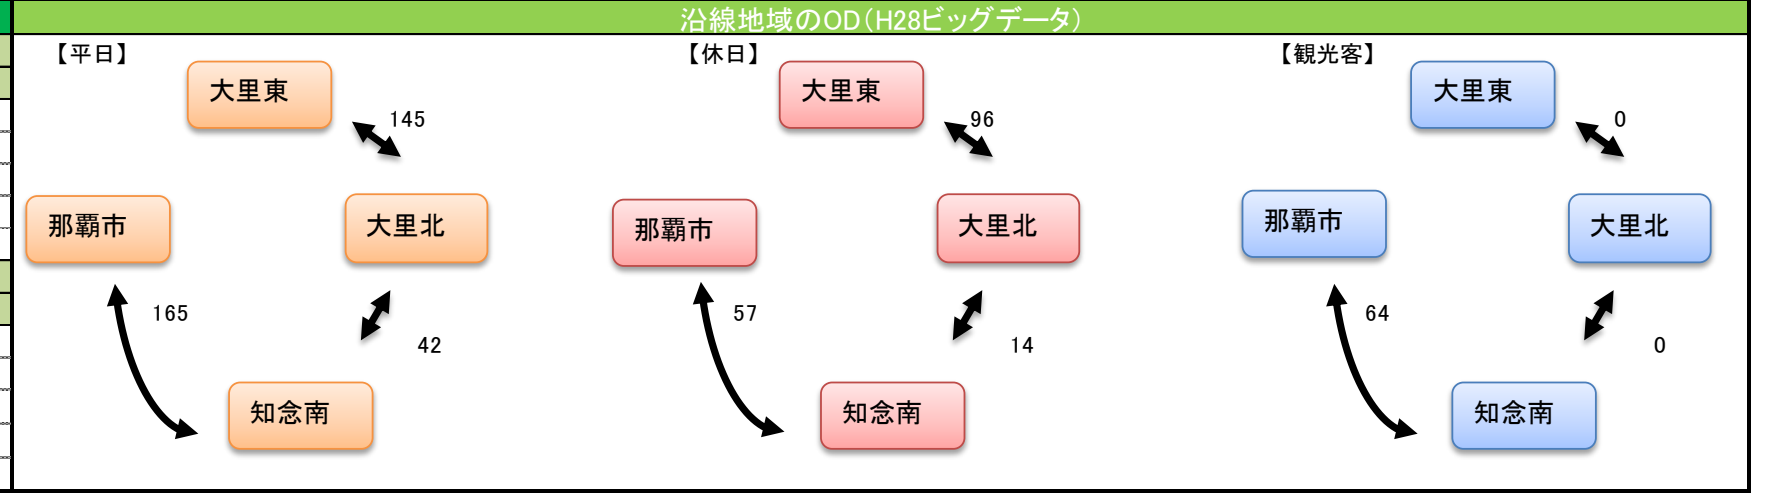 沿線地域のOD（H28ビッグデータ）
【平日】
大里東
145
那覇市
大里北
165
42
知念南
【休日】
大里東
96
那覇市
大里北
57
14
知念南
【観光客】
大里東
0
那覇市
大里北
64
0
知念南